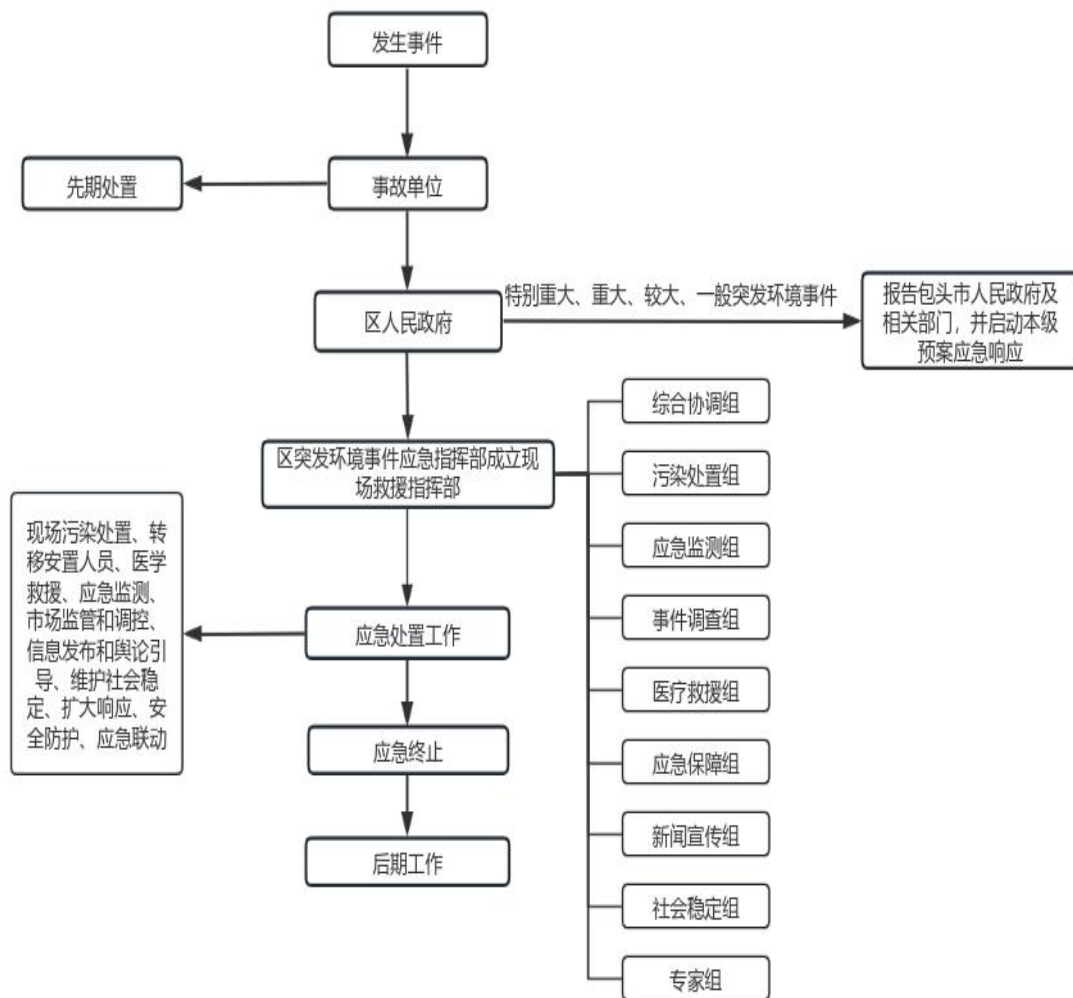 发生事件
先期处置
事故单位
区人民政府
特别重大、重大、较大、一般突发环境事件
报告包头市人民政府及
相关部门，并启动本级
预案应急响应
区突发环境事件应急指挥部成立现
场救援指挥部
综合协调组
污染处置组
应急监测组
事件调查组
医疗救援组
应急保障组
新闻宣传组
社会稳定组
专家组
现场污染处置、转
移安置人员、医学
救援、应急监测、
市场监管和调控、
信息发布和舆论引
导、维护社会稳
定、扩大响应、安
全防护、应急联动
应急处置工作
应急终止
后期工作